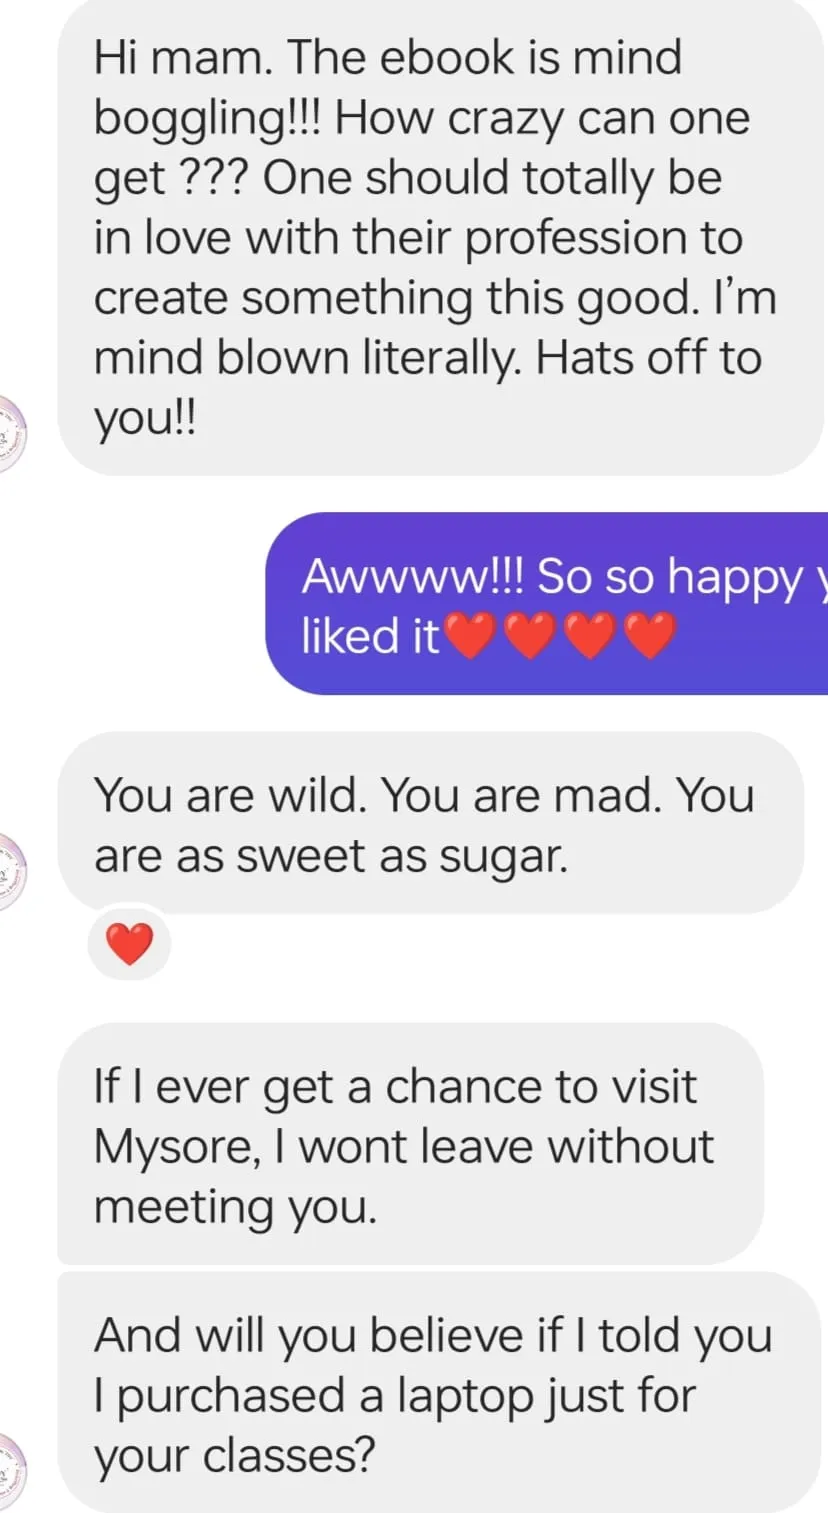 Hi mam. The ebook is mind
boggling!!! How crazy can one
get ??? One should totally be
in love with their profession to
create something this good. I’m
mind blown literally. Hats off to
you!!
Awwww!!! So so happy
liked it❤️❤️❤️❤️
You are wild. You are mad. You
are as sweet as sugar.
❤️
If I ever get a chance to visit
Mysore, I wont leave without
meeting you.
And will you believe if I told you
I purchased a laptop just for
your classes?